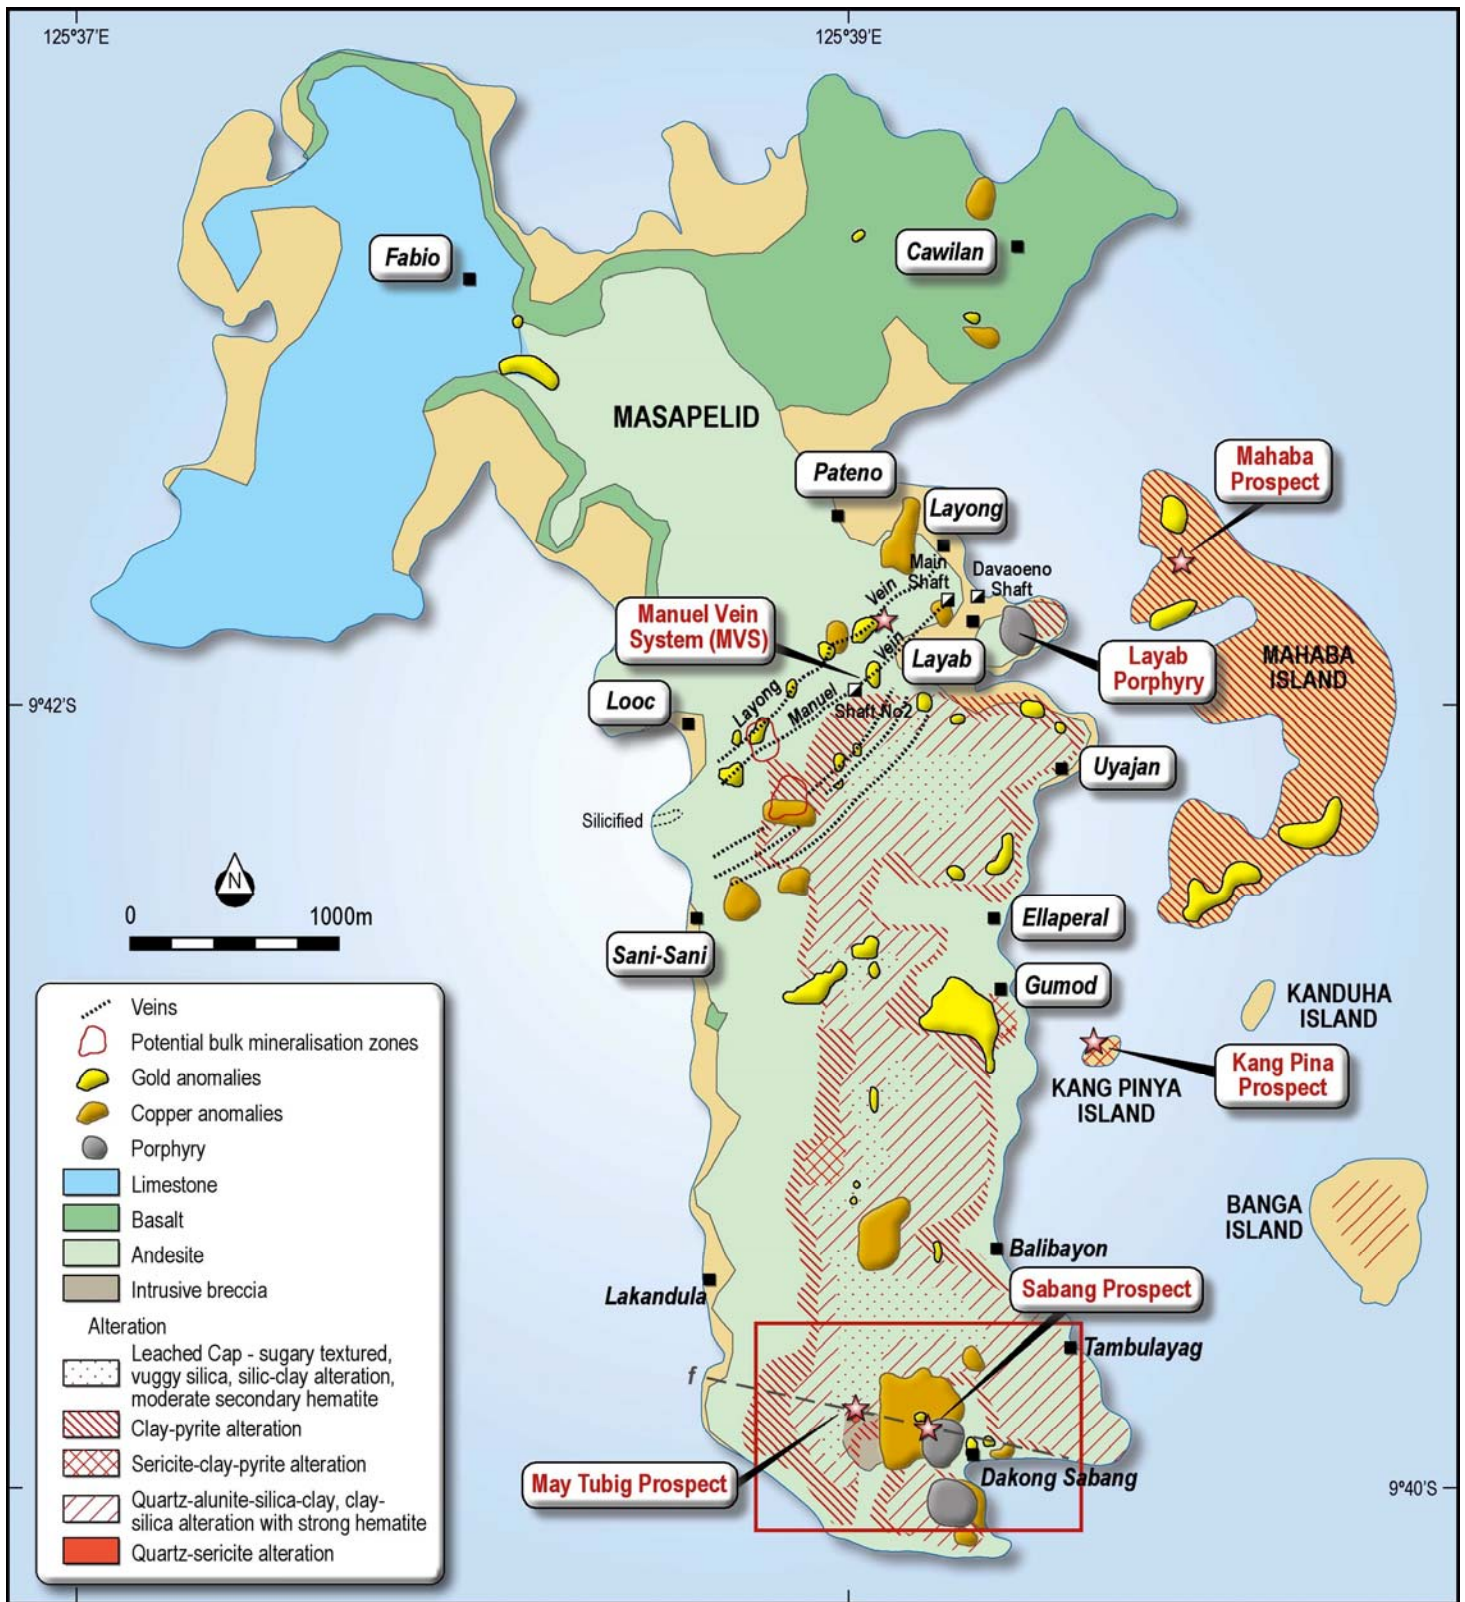 125°37'E
125°39'E
Fabio
Cawilan
MASAPELID
Pateno
Layong
Mahaba
Prospect
Main
Shaft
Davaoeno
Shaft
Vein
Manuel Vein
System (MVS)
Vein
Layab
Layab
Porphyry
MAHABA
ISLAND
Looc
Layong
Manuel
Shaft No2
9°42'S
Uyajan
Silicified
N
0
1000m
Ellaperal
Sani-Sani
Gumod
KANDUHA
ISLAND
Kang Pina
Prospect
KANG PINYA
ISLAND
BANGA
ISLAND
Balibayon
Sabang Prospect
Lakandula
Tambulayag
f
May Tubig Prospect
Dakong Sabang
9°40'S
Veins
Potential bulk mineralisation zones
Gold anomalies
Copper anomalies
Porphyry
Limestone
Basalt
Andesite
Intrusive breccia
Alteration
Leached Cap - sugary textured,
vuggy silica, silic-clay alteration,
moderate secondary hematite
Clay-pyrite alteration
Sericite-clay-pyrite alteration
Quartz-alunite-silica-clay, clay-
silica alteration with strong hematite
Quartz-sericite alteration